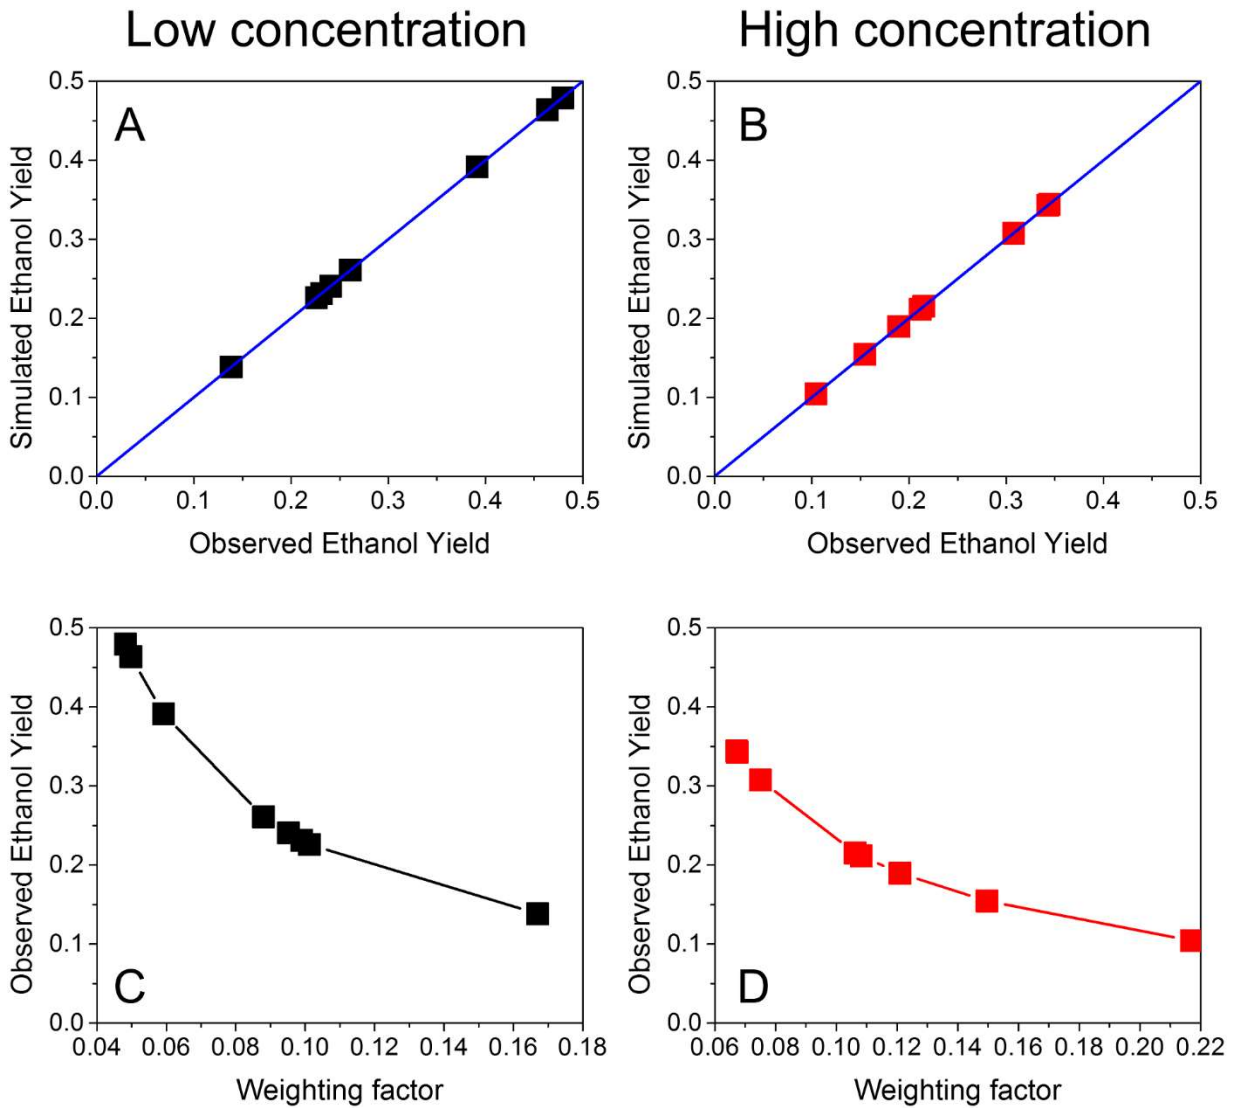 Low concentration
High concentration
A
0.5
0.4
0.3
0.2
0.1
0.0
Simulated Ethanol Yield
0.0 0.1 0.2 0.3 0.4 0.5
Observed Ethanol Yield
B
0.5
0.4
0.3
0.2
0.1
0.0
Simulated Ethanol Yield
0.0 0.1 0.2 0.3 0.4 0.5
Observed Ethanol Yield
C
0.5
0.4
0.3
0.2
0.1
0.0
Observed Ethanol Yield
0.04 0.06 0.08 0.10 0.12 0.14 0.16 0.18
Weighting factor
D
0.5
0.4
0.3
0.2
0.1
0.0
Observed Ethanol Yield
0.06 0.08 0.10 0.12 0.14 0.16 0.18 0.20 0.22
Weighting factor